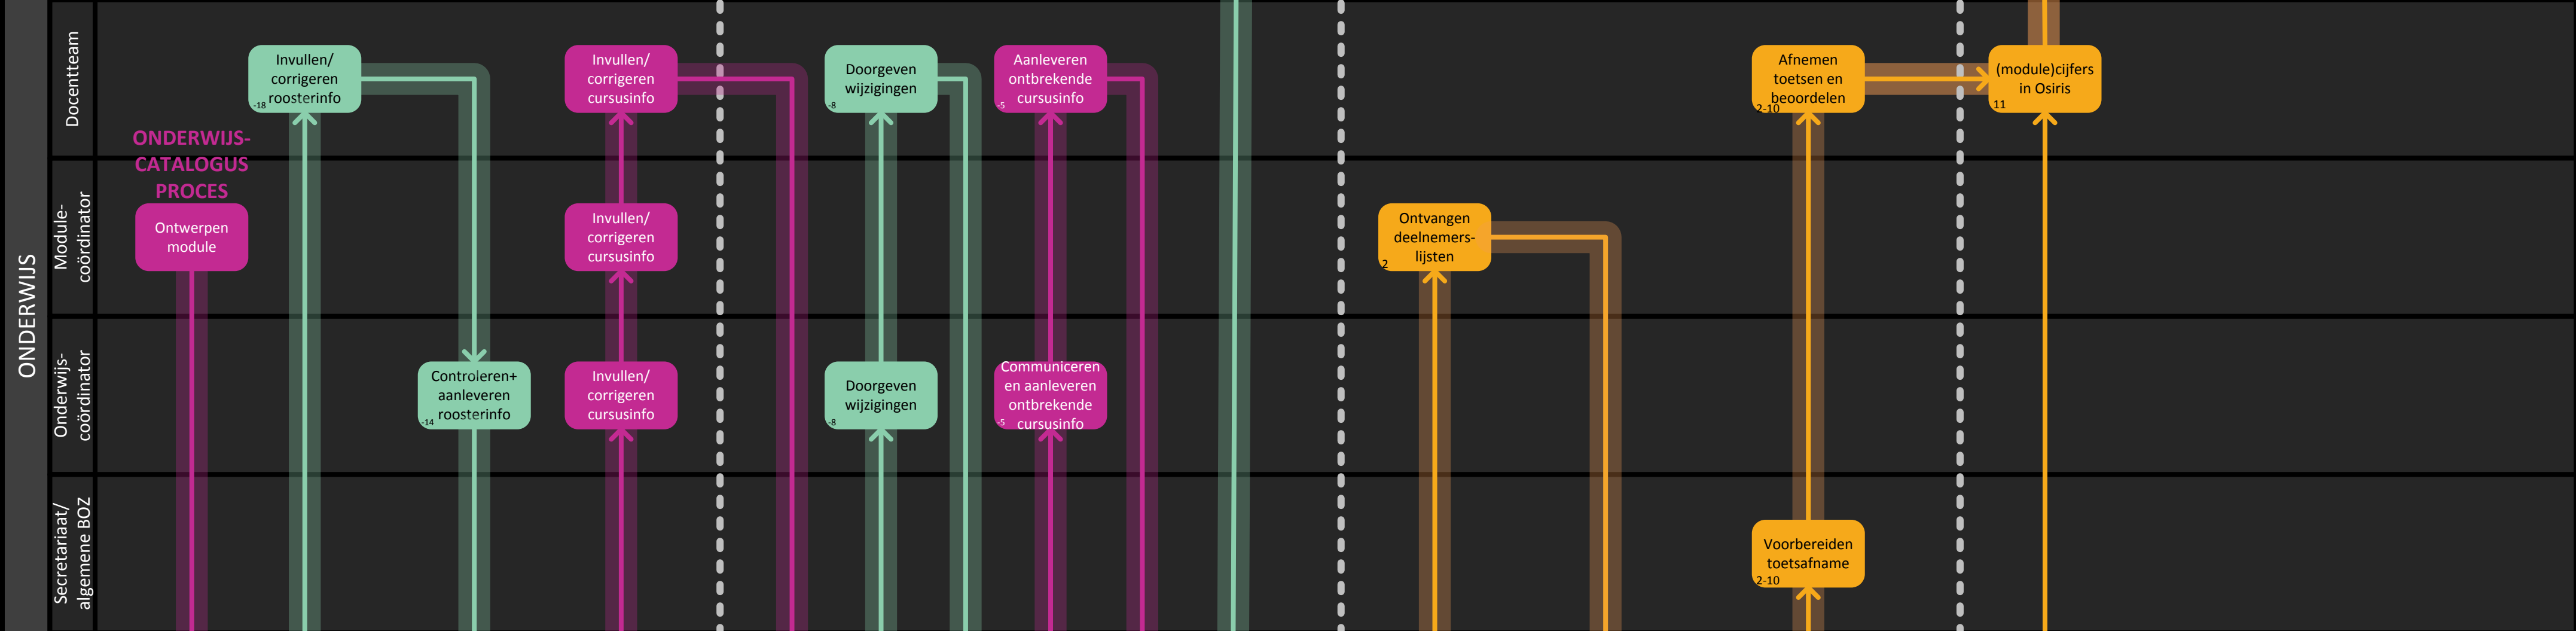 ONDERWIJS
Docentteam
Invullen/
corrigeren
roosterinfo
-18
Invullen/
corrigeren
cursusinfo
Doorgeven
wijzigingen
-8
Aanleveren
ontbrekende
cursusinfo
-5
Afnemen
toetsen en
beoordelen
2-10
(module)cijfers
in Osiris
11
ONDERWIJS-
CATALOGUS
PROCES
Module-
coördinator
Ontwerpen
module
Invullen/
corrigeren
cursusinfo
Ontvangen
deelnemers-
lijsten
2
Onderwijs-
coördinator
Controleren+
aanleveren
roosterinfo
-14
Invullen/
corrigeren
cursusinfo
Doorgeven
wijzigingen
-8
Communiceren
en aanleveren
ontbrekende
cursusinfo
-5
Secretariaat/
algemene BOZ
Voorbereiden
toetsafname
2-10